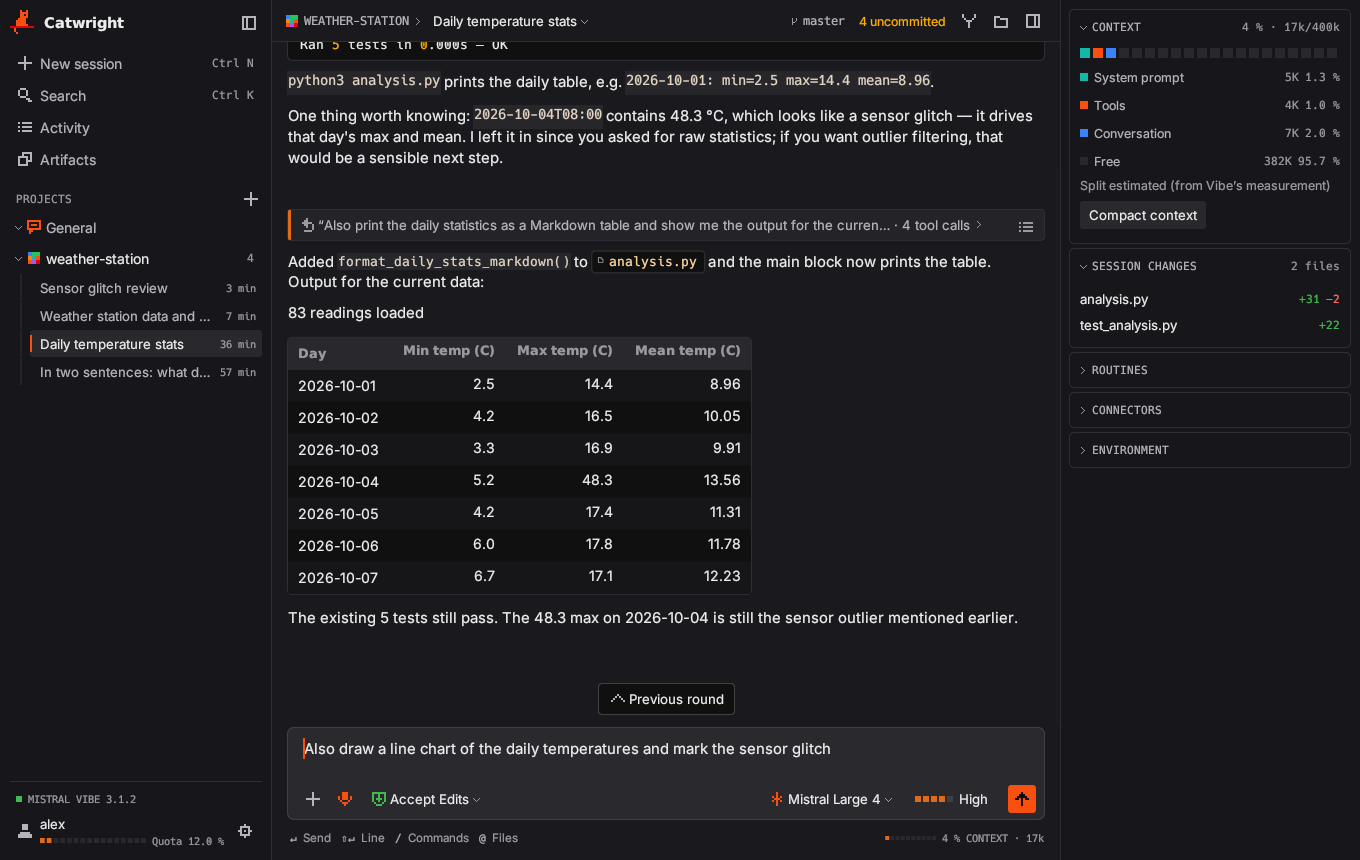 Catwright
New session Ctrl N
Search Ctrl K
Activity
Artifacts
PROJECTS
General
weather-station 4
Sensor glitch review 3 min
Weather station data and ... 7 min
Daily temperature stats 36 min
In two sentences: what d... 57 min
MISTRAL VIBE 3.1.2
alex
Quota 12.0 %
WEATHER-STATION Daily temperature stats master 4 uncommitted
Ran 5 tests in 0.000s — OK
python3 analysis.py prints the daily table, e.g. 2026-10-01: min=2.5 max=14.4 mean=8.96.
One thing worth knowing: 2026-10-04T08:00 contains 48.3 °C, which looks like a sensor glitch — it drives
that day's max and mean. I left it in since you asked for raw statistics; if you want outlier filtering, that
would be a sensible next step.
“Also print the daily statistics as a Markdown table and show me the output for the curren... · 4 tool calls
Added format_daily_stats_markdown() to analysis.py and the main block now prints the table.
Output for the current data:
83 readings loaded
Day Min temp (C) Max temp (C) Mean temp (C)
2026-10-01 2.5 14.4 8.96
2026-10-02 4.2 16.5 10.05
2026-10-03 3.3 16.9 9.91
2026-10-04 5.2 48.3 13.56
2026-10-05 4.2 17.4 11.31
2026-10-06 6.0 17.8 11.78
2026-10-07 6.7 17.1 12.23
The existing 5 tests still pass. The 48.3 max on 2026-10-04 is still the sensor outlier mentioned earlier.
Previous round
Also draw a line chart of the daily temperatures and mark the sensor glitch
Accept Edits Mistral Large 4 High
↵ Send ⇧↵ Line / Commands @ Files 4 % CONTEXT · 17k
CONTEXT 4 % · 17k/400k
System prompt 5K 1.3 %
Tools 4K 1.0 %
Conversation 7K 2.0 %
Free 382K 95.7 %
Split estimated (from Vibe's measurement)
Compact context
SESSION CHANGES 2 files
analysis.py +31 −2
test_analysis.py +22
ROUTINES
CONNECTORS
ENVIRONMENT